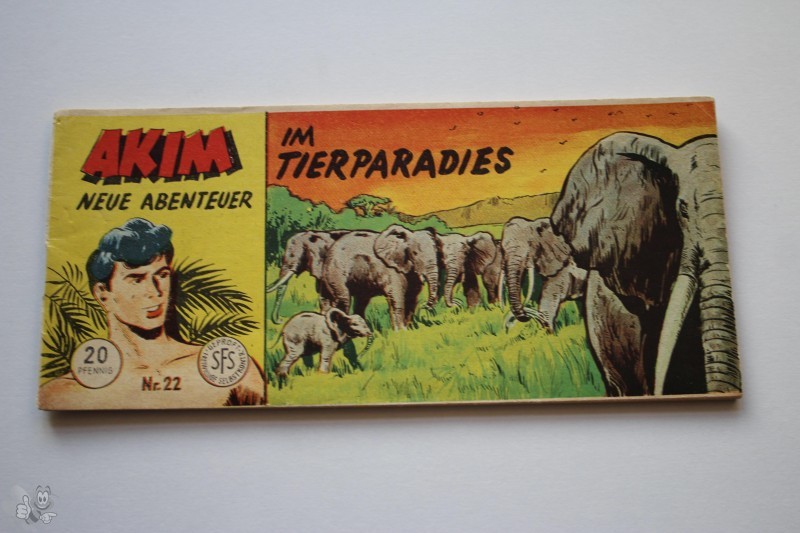 AKIM
NEUE ABENTEUER
20
PFENNIG
Nr. 22
SFS
IM
TIERPARADIES